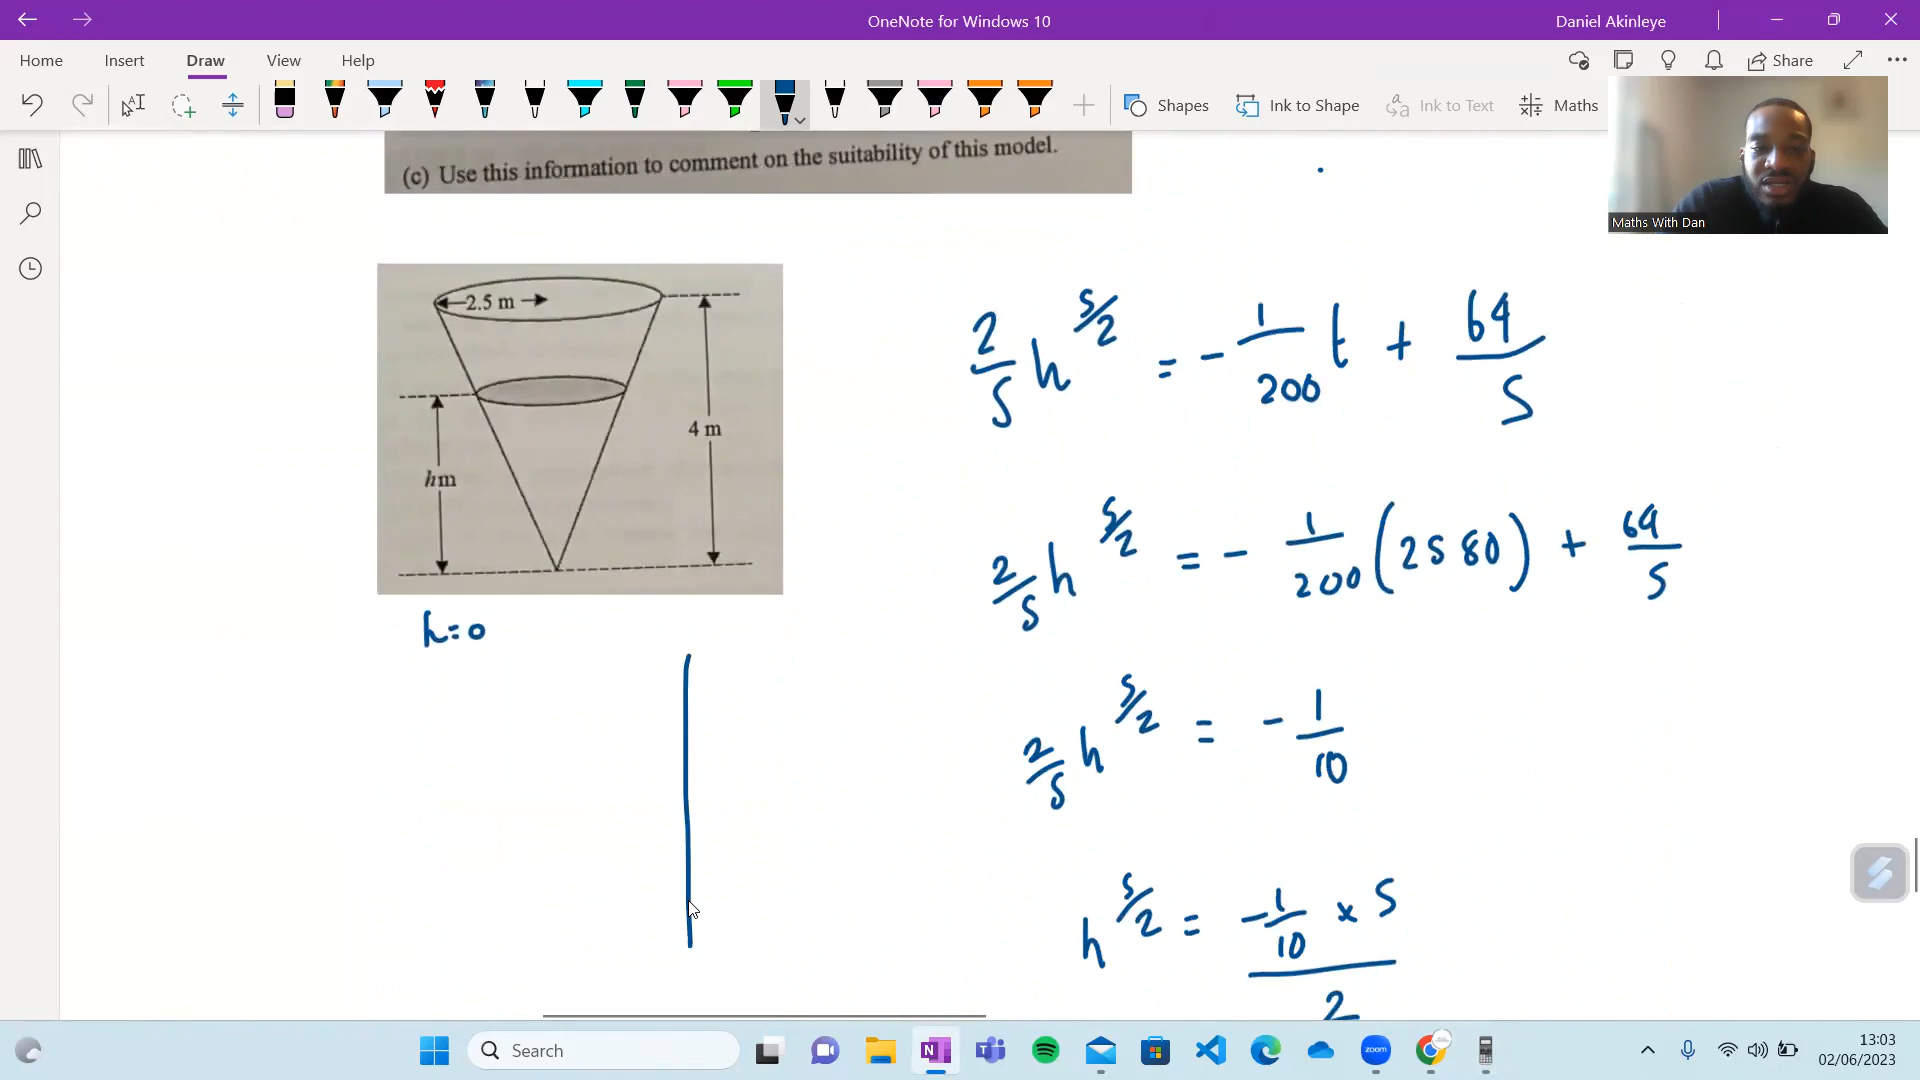 OneNote for Windows 10
Daniel Akinleye
Home Insert Draw View Help
Share
Shapes Ink to Shape Ink to Text Maths
Maths With Dan
(c) Use this information to comment on the suitability of this model.
2.5 m
4 m
hm
h=0
2/5 h^5/2 = - 1/200 t + 64/5
2/5 h^5/2 = - 1/200 (2580) + 64/5
2/5 h^5/2 = - 1/10
h^5/2 = -1/10 × 5
2
Search
zoom
13:03
02/06/2023